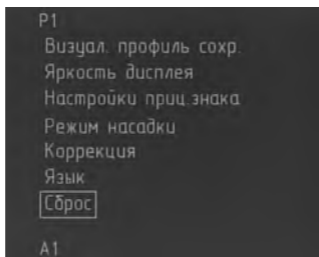 P1
Визуал. профиль сохр.
Яркость дисплея
Настройки приц.знака
Режим насадки
Коррекция
Язык
Сброс
A1